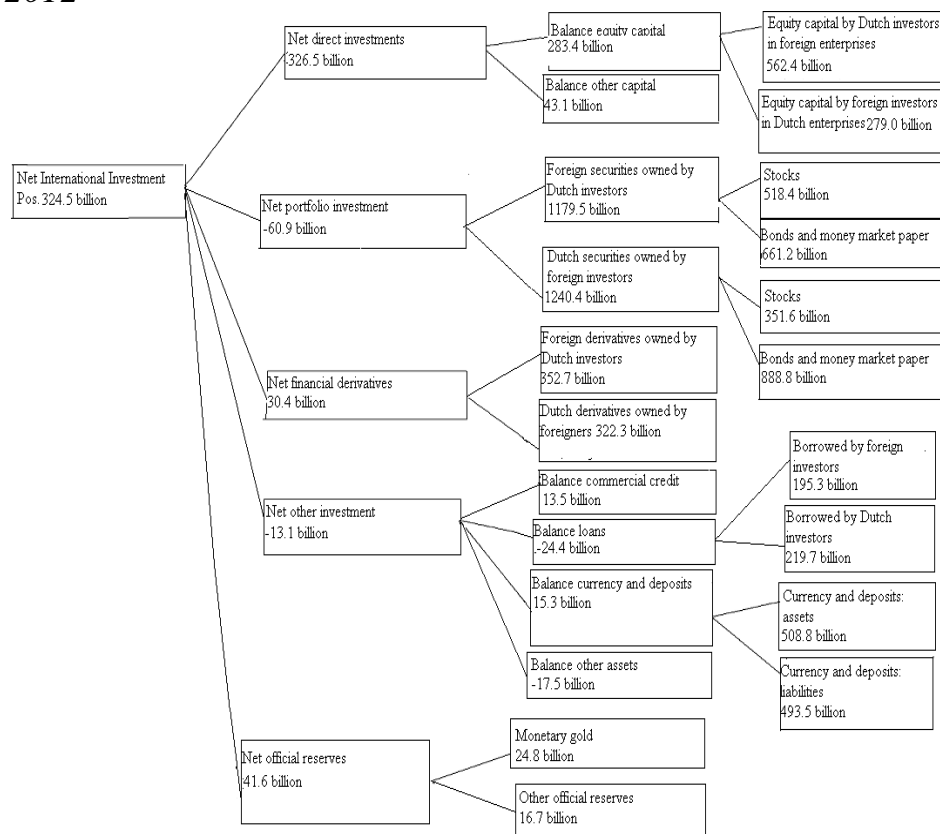 2012
Net direct investments
-326.5 billion
Balance equity capital
283.4 billion
Equity capital by Dutch investors
in foreign enterprises
562.4 billion
Balance other capital
43.1 billion
Equity capital by foreign investors
in Dutch enterprises 279.0 billion
Net International Investment
Pos. 324.5 billion
Net portfolio investment
-60.9 billion
Foreign securities owned by
Dutch investors
1179.5 billion
Stocks
518.4 billion
Bonds and money market paper
661.2 billion
Dutch securities owned by
foreign investors
1240.4 billion
Stocks
351.6 billion
Bonds and money market paper
888.8 billion
Net financial derivatives
30.4 billion
Foreign derivatives owned by
Dutch investors
352.7 billion
Dutch derivatives owned by
foreigners 322.3 billion
Net other investment
-13.1 billion
Balance commercial credit
13.5 billion
Balance loans
.-24.4 billion
Borrowed by foreign
investors
195.3 billion
Borrowed by Dutch
investors
219.7 billion
Balance currency and deposits
15.3 billion
Currency and deposits:
assets
508.8 billion
Currency and deposits:
liabilities
493.5 billion
Balance other assets
-17.5 billion
Net official reserves
41.6 billion
Monetary gold
24.8 billion
Other official reserves
16.7 billion